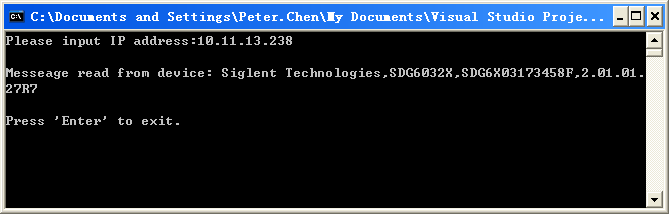 C:\Documents and Settings\Peter.Chen\My Documents\Visual Studio Proje...
Please input IP address:10.11.13.238
Messeage read from device: Siglent Technologies,SDG6032X,SDG6X03173458F,2.01.01.
27R7
Press 'Enter' to exit.